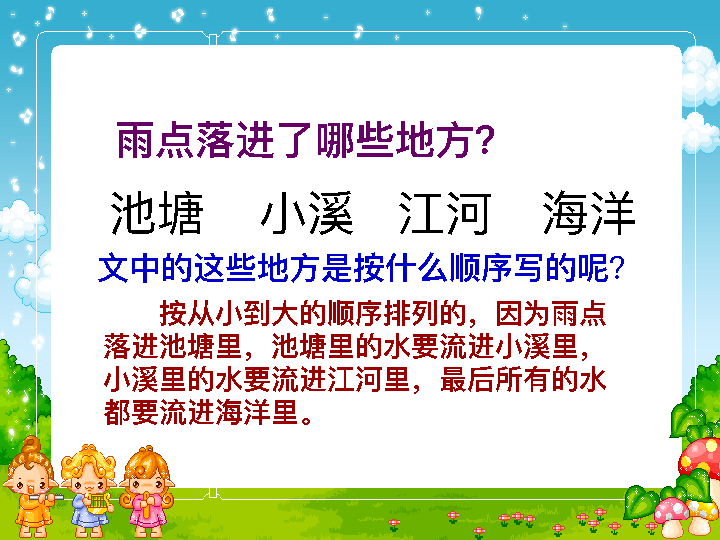 雨点落进了哪些地方?
池塘 小溪 江河 海洋
文中的这些地方是按什么顺序写的呢?
按从小到大的顺序排列的，因为雨点
落进池塘里，池塘里的水要流进小溪里，
小溪里的水要流进江河里，最后所有的水
都要流进海洋里。